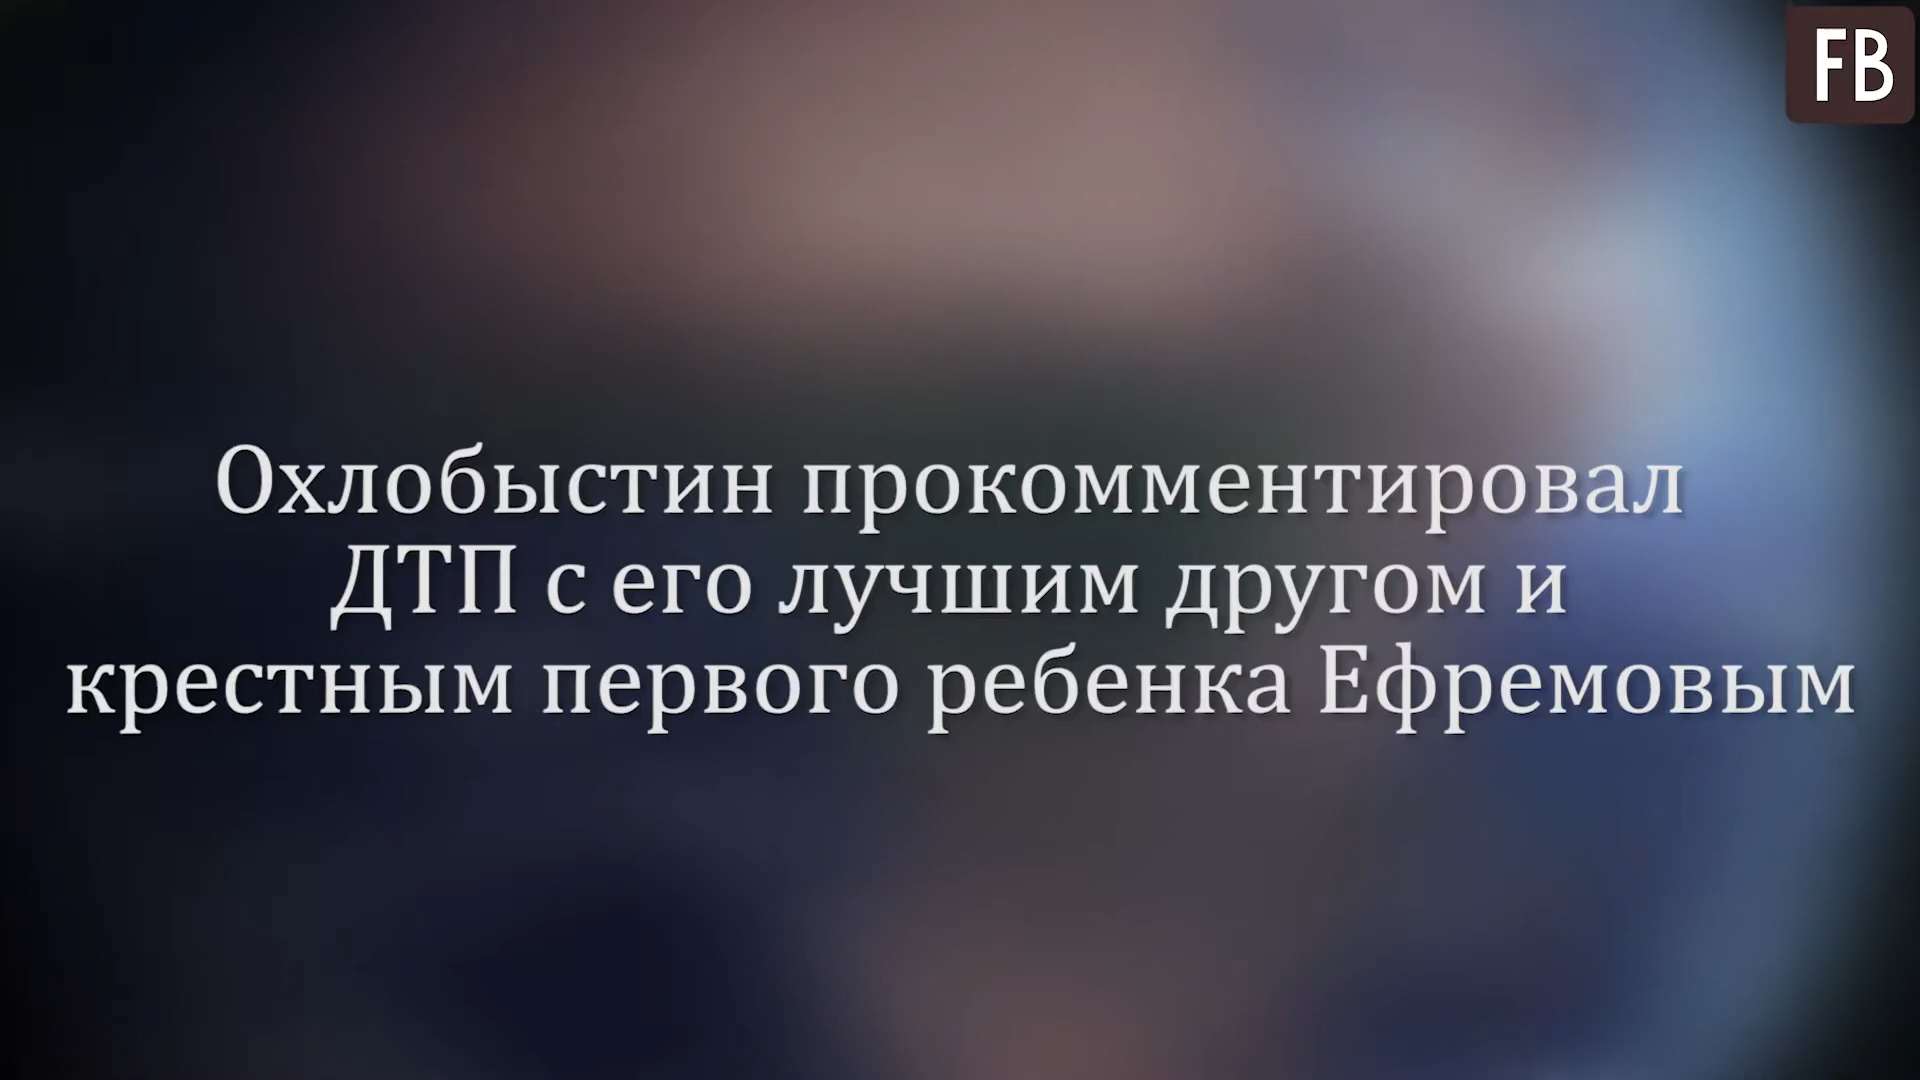 FB
Охлобыстин прокомментировал
ДТП с его лучшим другом и
крестным первого ребенка Ефремовым